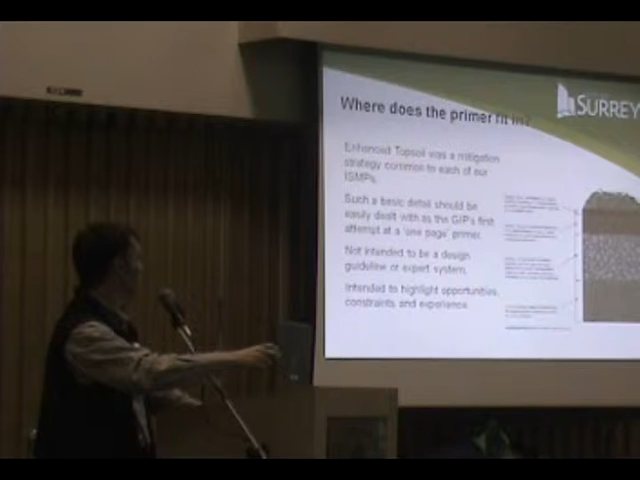 SURREY
Where does the primer fit in?
Enhanced Topsoil was a mitigation
strategy common to each of our
ISMPs.
Such a basic detail should be
easily dealt with as the GIP's first
attempt at a 'one page' primer.
Not intended to be a design
guideline or expert system.
Intended to highlight opportunities,
constraints and experience.